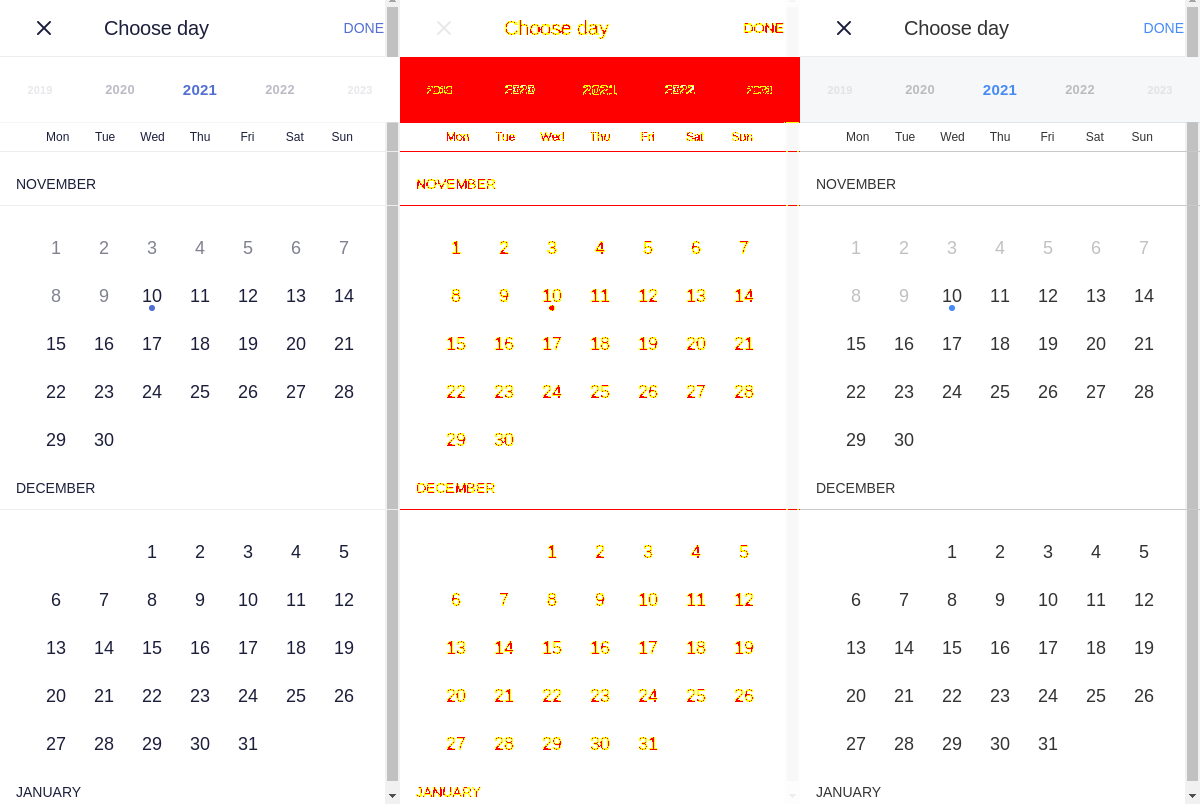 Choose day DONE
2019 2020 2021 2022 2023
Mon Tue Wed Thu Fri Sat Sun
NOVEMBER
1 2 3 4 5 6 7
8 9 10 11 12 13 14
15 16 17 18 19 20 21
22 23 24 25 26 27 28
29 30
DECEMBER
1 2 3 4 5
6 7 8 9 10 11 12
13 14 15 16 17 18 19
20 21 22 23 24 25 26
27 28 29 30 31
JANUARY
Choose day DONE
2019 2020 2021 2022 2023
Mon Tue Wed Thu Fri Sat Sun
NOVEMBER
1 2 3 4 5 6 7
8 9 10 11 12 13 14
15 16 17 18 19 20 21
22 23 24 25 26 27 28
29 30
DECEMBER
1 2 3 4 5
6 7 8 9 10 11 12
13 14 15 16 17 18 19
20 21 22 23 24 25 26
27 28 29 30 31
JANUARY
Choose day DONE
2019 2020 2021 2022 2023
Mon Tue Wed Thu Fri Sat Sun
NOVEMBER
1 2 3 4 5 6 7
8 9 10 11 12 13 14
15 16 17 18 19 20 21
22 23 24 25 26 27 28
29 30
DECEMBER
1 2 3 4 5
6 7 8 9 10 11 12
13 14 15 16 17 18 19
20 21 22 23 24 25 26
27 28 29 30 31
JANUARY